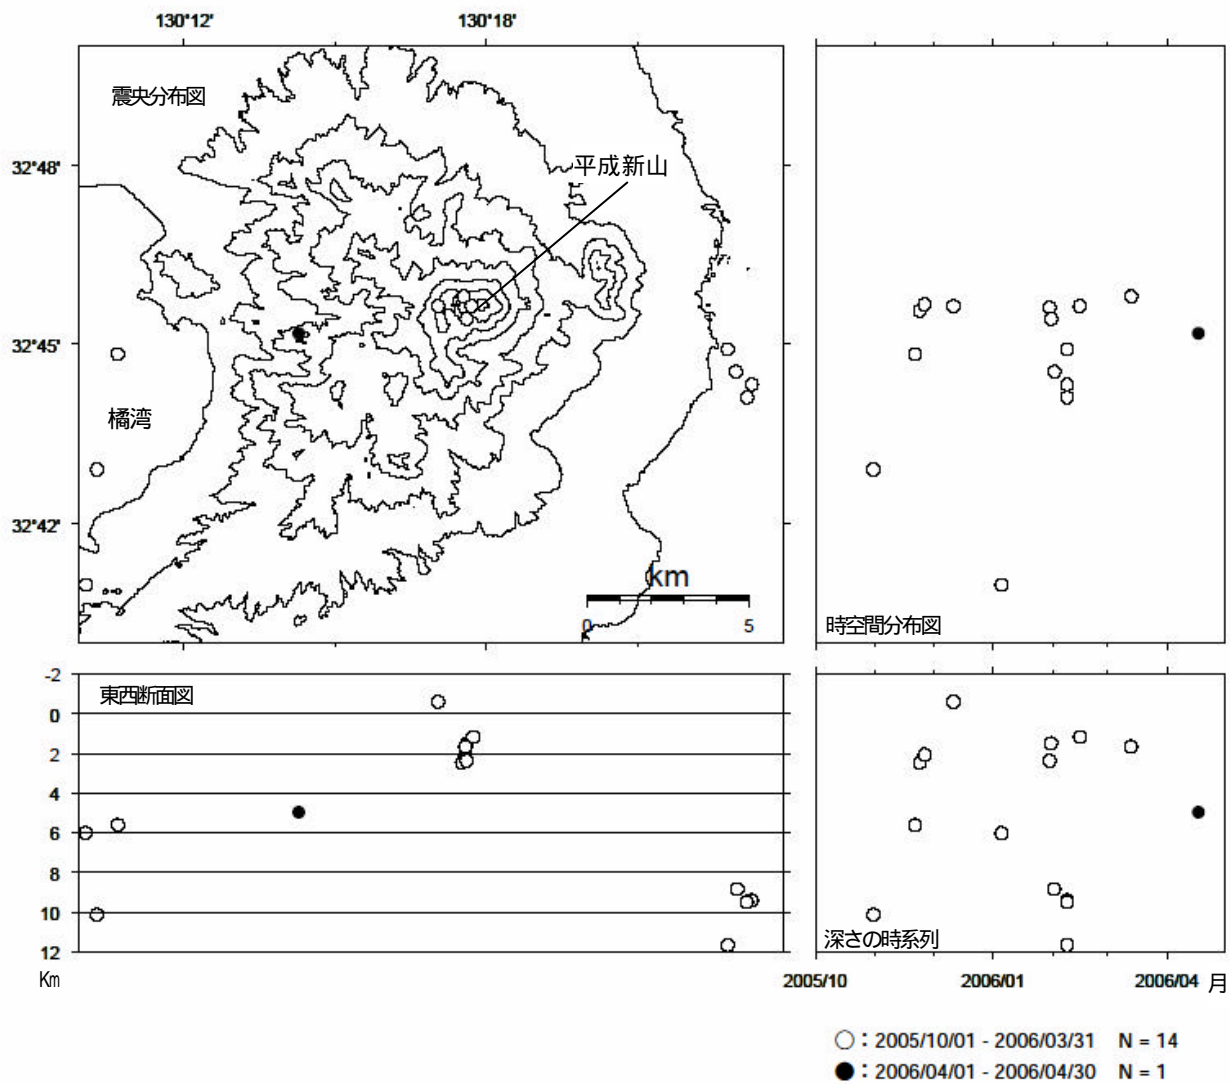 130°12' 130°18'
震央分布図
平成新山
32°48'
32°45'
橘湾
32°42'
km
0 5
時空間分布図
-2
東西断面図
0
2
4
6
8
10
12
Km
深さの時系列
2005/10 2006/01 2006/04 月
○：2005/10/01 - 2006/03/31 N = 14
●：2006/04/01 - 2006/04/30 N = 1